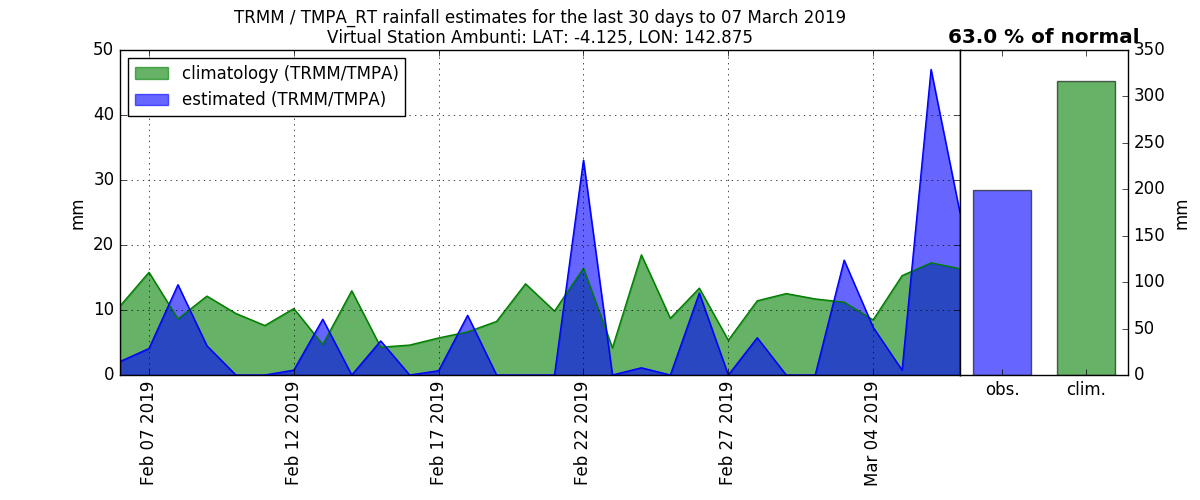 TRMM / TMPA_RT rainfall estimates for the last 30 days to 07 March 2019
Virtual Station Ambunti: LAT: -4.125, LON: 142.875
63.0 % of normal
climatology (TRMM/TMPA)
estimated (TRMM/TMPA)
50
40
30
20
10
0
mm
Feb 07 2019
Feb 12 2019
Feb 17 2019
Feb 22 2019
Feb 27 2019
Mar 04 2019
obs.
clim.
350
300
250
200
150
100
50
0
mm